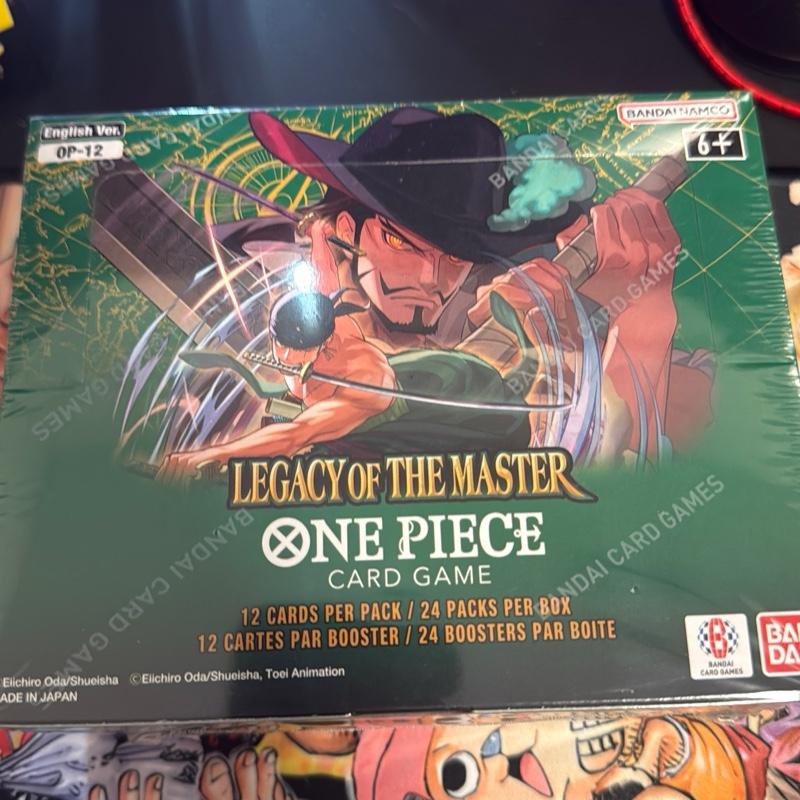 English Ver.
OP-12
BANDAI NAMCO
6+
LEGACY OF THE MASTER
ONE PIECE
CARD GAME
12 CARDS PER PACK / 24 PACKS PER BOX
12 CARTES PAR BOOSTER / 24 BOOSTERS PAR BOITE
Eiichiro Oda/Shueisha ©Eiichiro Oda/Shueisha, Toei Animation
ADE IN JAPAN
BANDAI
CARD GAMES
BA
DA
BANDAI CARD GAMES
BANDAI CARD GAMES
BANDAI CARD GAMES
BANDAI CARD GAMES